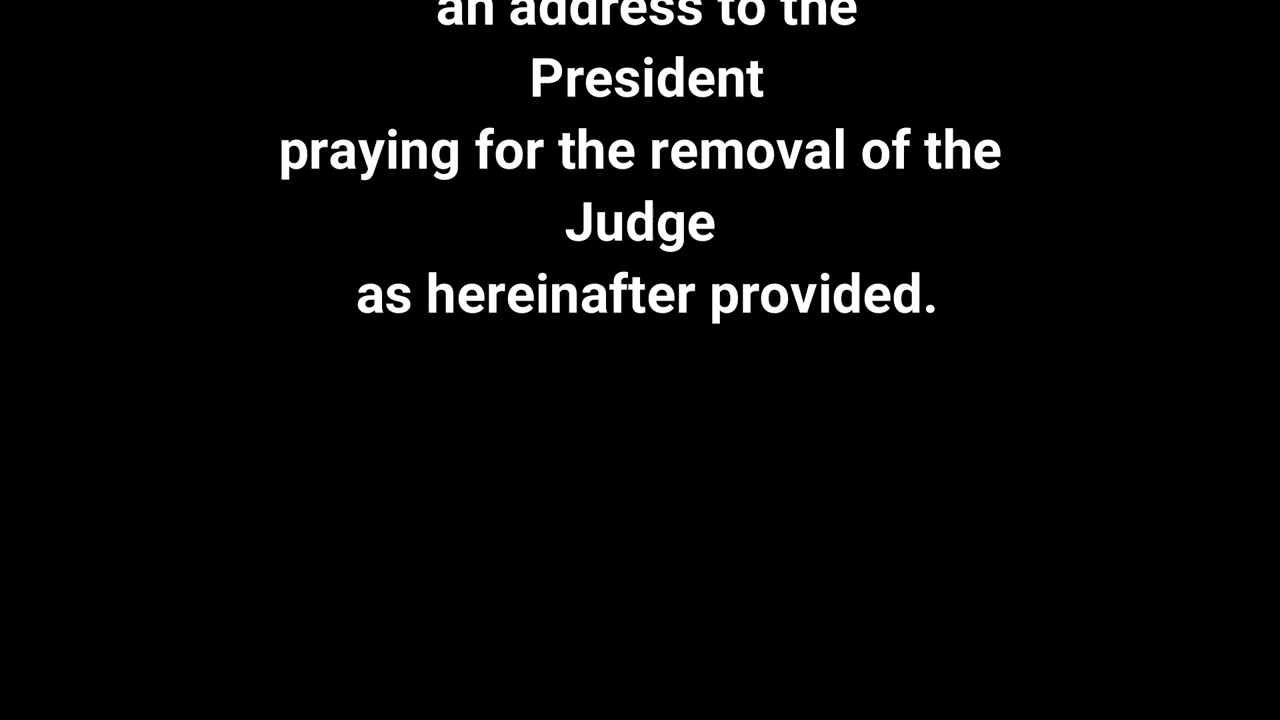 an address to the
President
praying for the removal of the
Judge
as hereinafter provided.